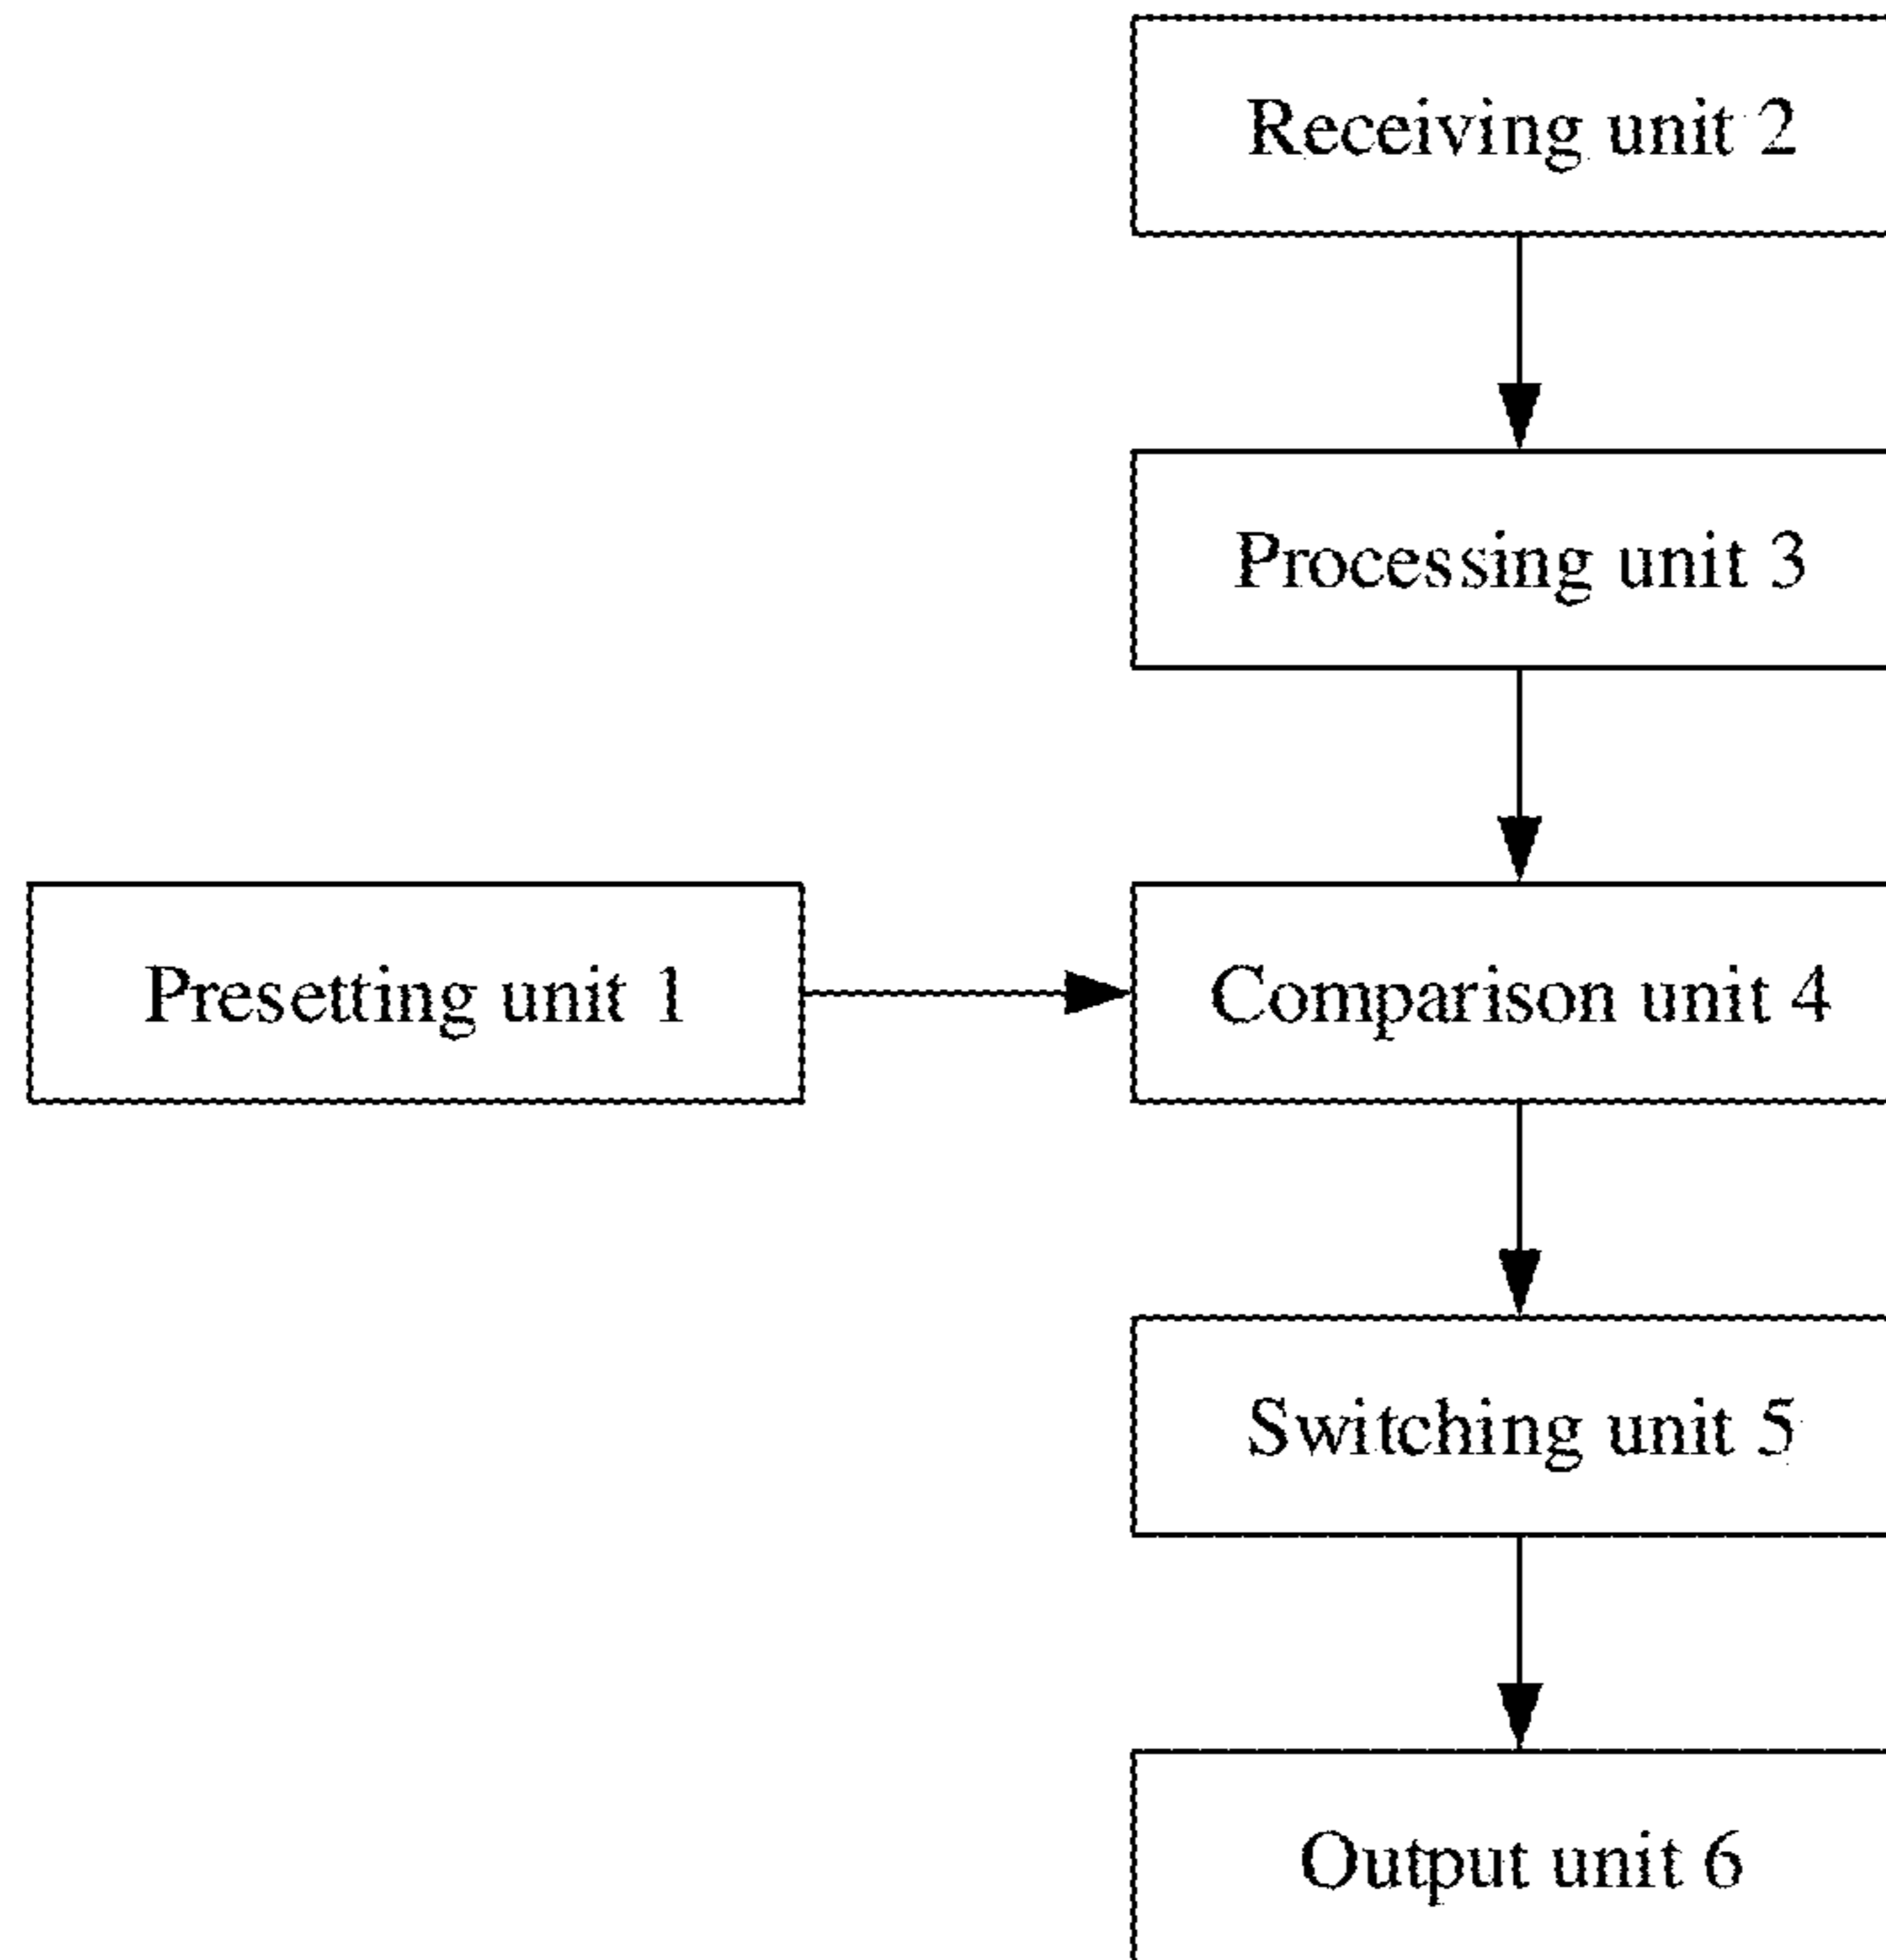 Receiving unit 2
Processing unit 3
Presetting unit 1
Comparison unit 4
Switching unit 5
Output unit 6